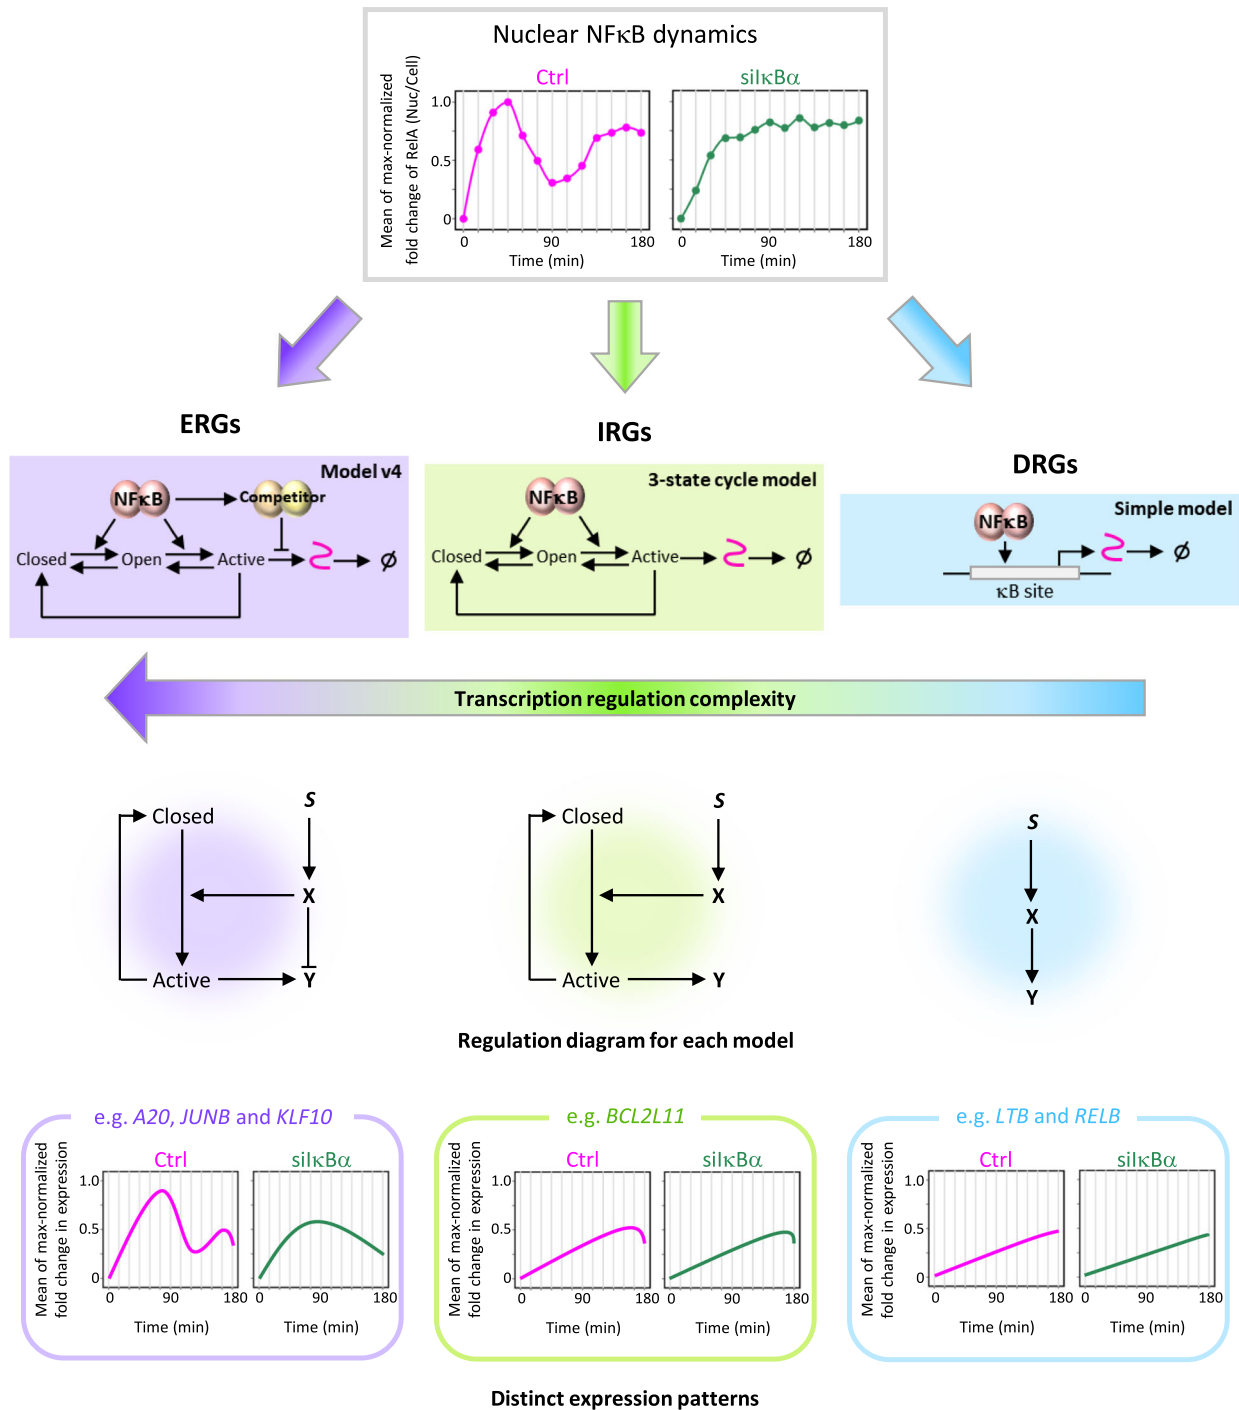 Nuclear NFκB dynamics
Ctrl
siIκBα
Mean of max-normalized
fold change of RelA (Nuc/Cell)
1.0
0.5
0
0 90 180
0 90 180
Time (min)
Time (min)
ERGs
IRGs
DRGs
Model v4
NFκB
Competitor
Closed
Open
Active
Ø
3-state cycle model
NFκB
Closed
Open
Active
Ø
Simple model
NFκB
Ø
κB site
Transcription regulation complexity
Closed
S
X
Active
Y
Closed
S
X
Active
Y
S
X
Y
Regulation diagram for each model
e.g. A20, JUNB and KLF10
Mean of max-normalized
fold change in expression
Ctrl
siIκBα
1.0
0.5
0
0 90 180
0 90 180
Time (min)
Time (min)
e.g. BCL2L11
Mean of max-normalized
fold change in expression
Ctrl
siIκBα
1.0
0.5
0
0 90 180
0 90 180
Time (min)
Time (min)
e.g. LTB and RELB
Mean of max-normalized
fold change in expression
Ctrl
siIκBα
1.0
0.5
0
0 90 180
0 90 180
Time (min)
Time (min)
Distinct expression patterns